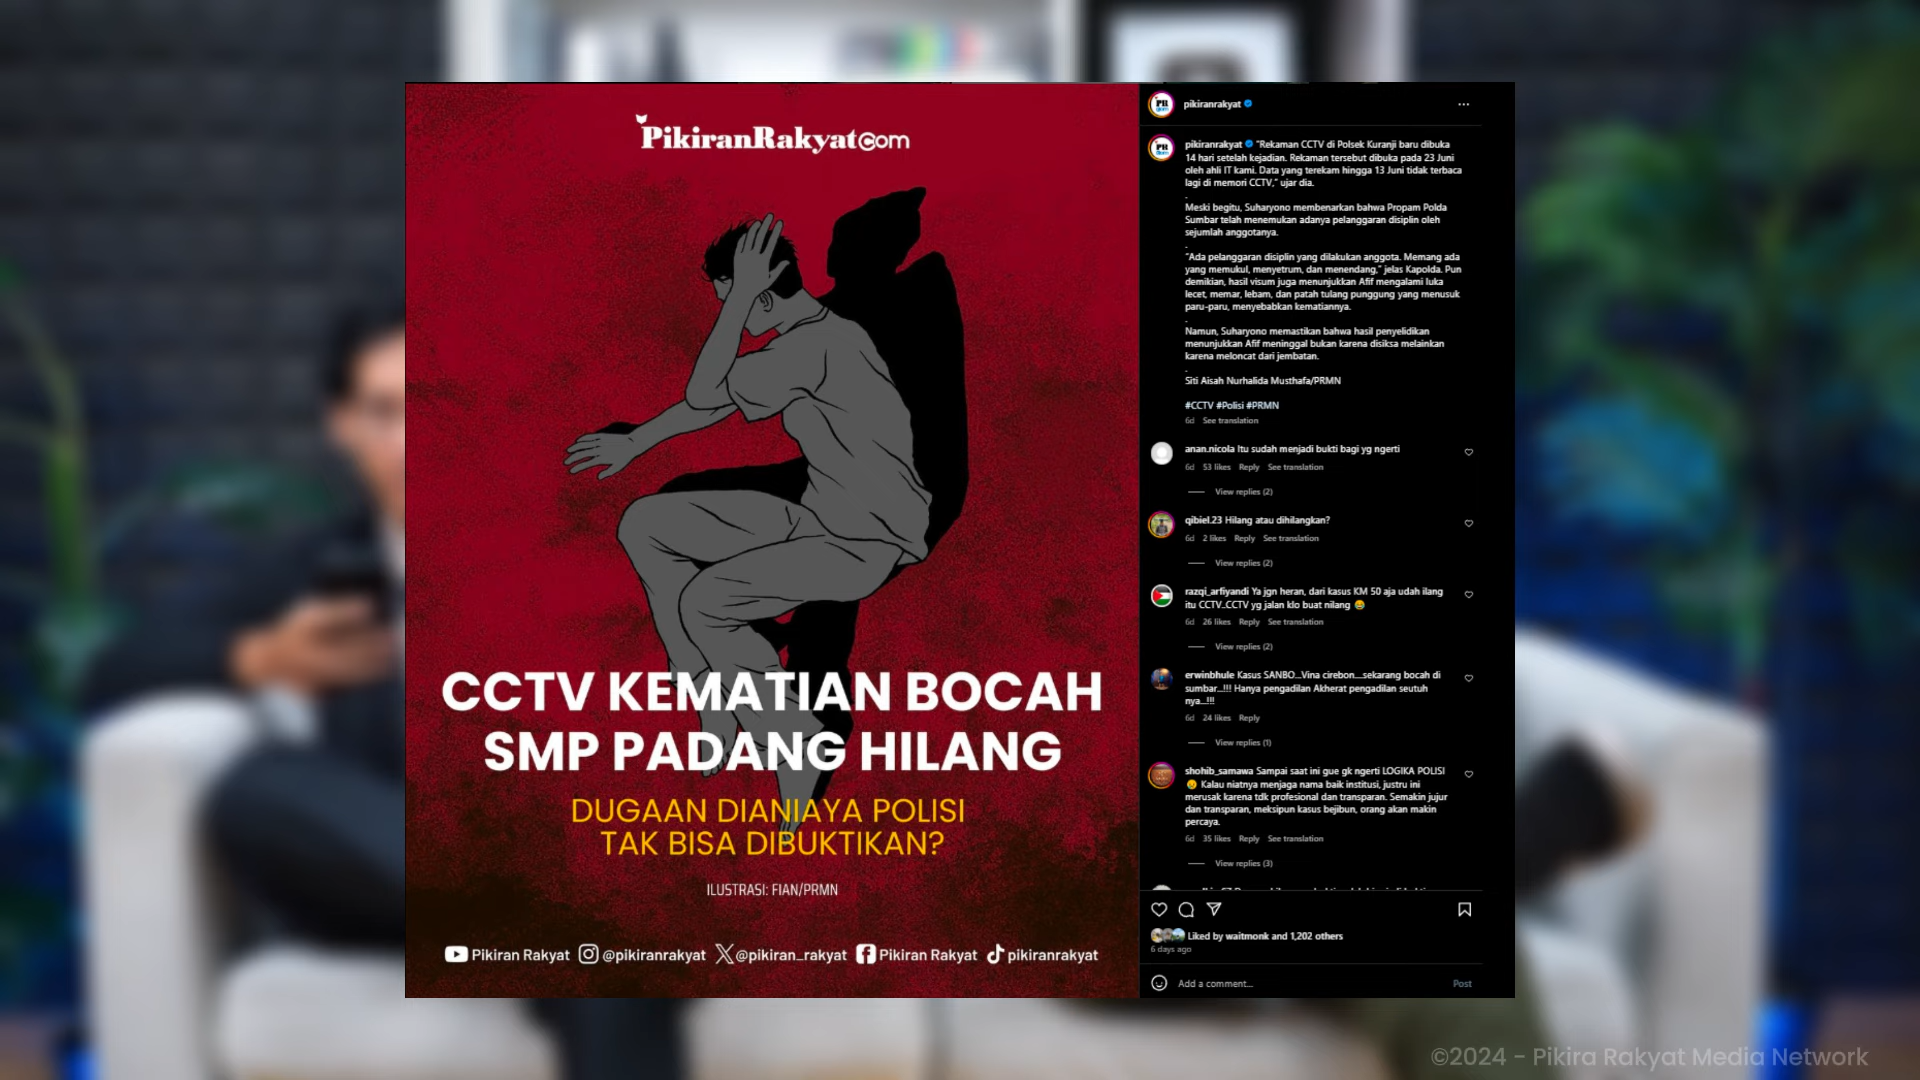 PikiranRakyat.com
CCTV KEMATIAN BOCAH
SMP PADANG HILANG
DUGAAN DIANIAYA POLISI
TAK BISA DIBUKTIKAN?
ILUSTRASI: FIAN/PRMN
Pikiran Rakyat @pikiranrakyat @pikiran_rakyat Pikiran Rakyat pikiranrakyat
pikiranrakyat
pikiranrakyat "Rekaman CCTV di Polsek Kuranji baru dibuka
14 hari setelah kejadian. Rekaman tersebut dibuka pada 23 Juni
oleh ahli IT kami. Data yang terekam hingga 13 Juni tidak terbaca
lagi di memori CCTV," ujar dia.
.
Meski begitu, Suharyono membenarkan bahwa Propam Polda
Sumbar telah menemukan adanya pelanggaran disiplin oleh
sejumlah anggotanya.
.
"Ada pelanggaran disiplin yang dilakukan anggota. Memang ada
yang memukul, menyetrum, dan menendang," jelas Kapolda. Pun
demikian, hasil visum juga menunjukkan Afif mengalami luka
lecet, memar, lebam, dan patah tulang punggung yang menusuk
paru-paru, menyebabkan kematiannya.
.
Namun, Suharyono memastikan bahwa hasil penyelidikan
menunjukkan Afif meninggal bukan karena disiksa melainkan
karena meloncat dari jembatan.
.
Siti Aisah Nurhalida Musthafa/PRMN
#CCTV #Polisi #PRMN
6d See translation
anan.nicola Itu sudah menjadi bukti bagi yg ngerti
6d 53 likes Reply See translation
View replies (2)
qibiel.23 Hilang atau dihilangkan?
6d 2 likes Reply See translation
View replies (2)
razqi_arfiyandi Ya jgn heran, dari kasus KM 50 aja udah ilang
itu CCTV..CCTV yg jalan klo buat nilang 😅
6d 26 likes Reply See translation
View replies (2)
erwinbhule Kasus SANBO...Vina cirebon....sekarang bocah di
sumbar...!!! Hanya pengadilan Akherat pengadilan seutuh
nya...!!!
6d 24 likes Reply
View replies (1)
shohib_samawa Sampai saat ini gue gk ngerti LOGIKA POLISI
Kalau niatnya menjaga nama baik institusi, justru ini
merusak karena tdk profesional dan transparan. Semakin jujur
dan transparan, meksipun kasus bejibun, orang akan makin
percaya.
6d 35 likes Reply See translation
View replies (3)
Liked by waitmonk and 1,202 others
6 days ago
Add a comment...
Post
©2024 - Pikira Rakyat Media Network